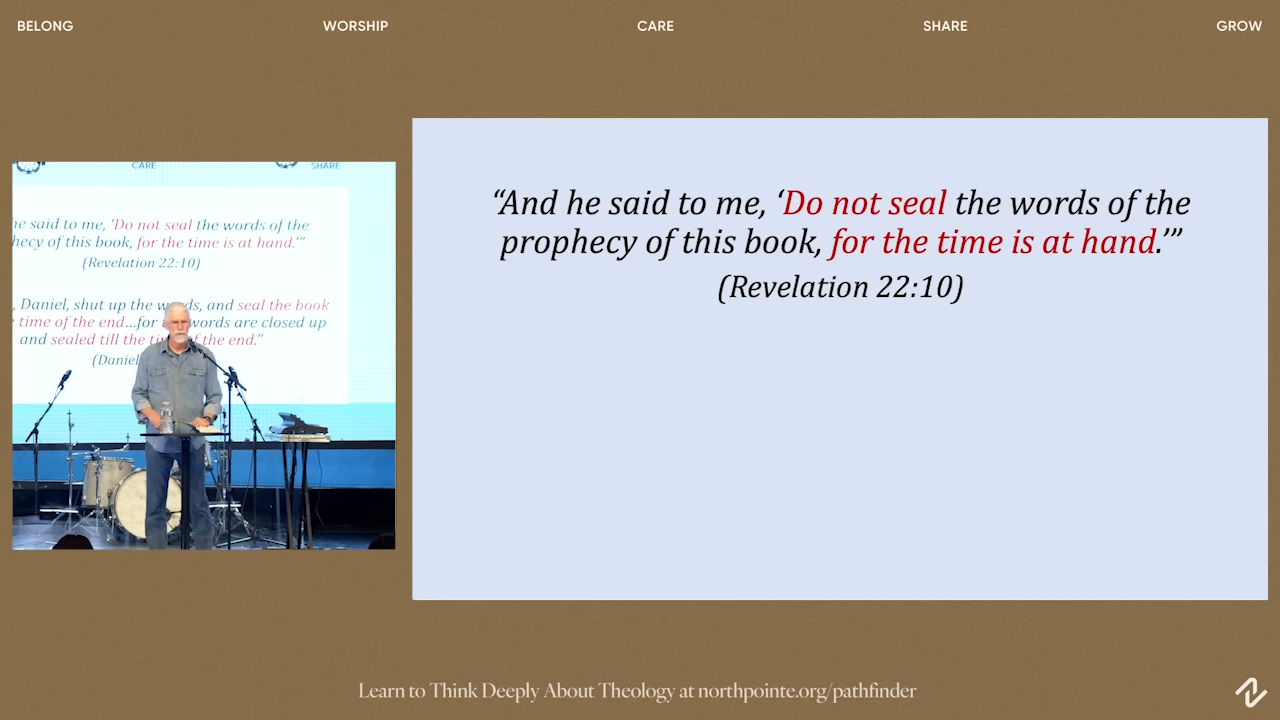 BELONG WORSHIP CARE SHARE GROW
CARE SHARE
he said to me, ‘Do not seal the words of the
hecy of this book, for the time is at hand.’”
(Revelation 22:10)
, Daniel, shut up the words, and seal the book
time of the end...for words are closed up
and sealed till the of the end.”
(Daniel
“And he said to me, ‘Do not seal the words of the
prophecy of this book, for the time is at hand.’”
(Revelation 22:10)
Learn to Think Deeply About Theology at northpointe.org/pathfinder